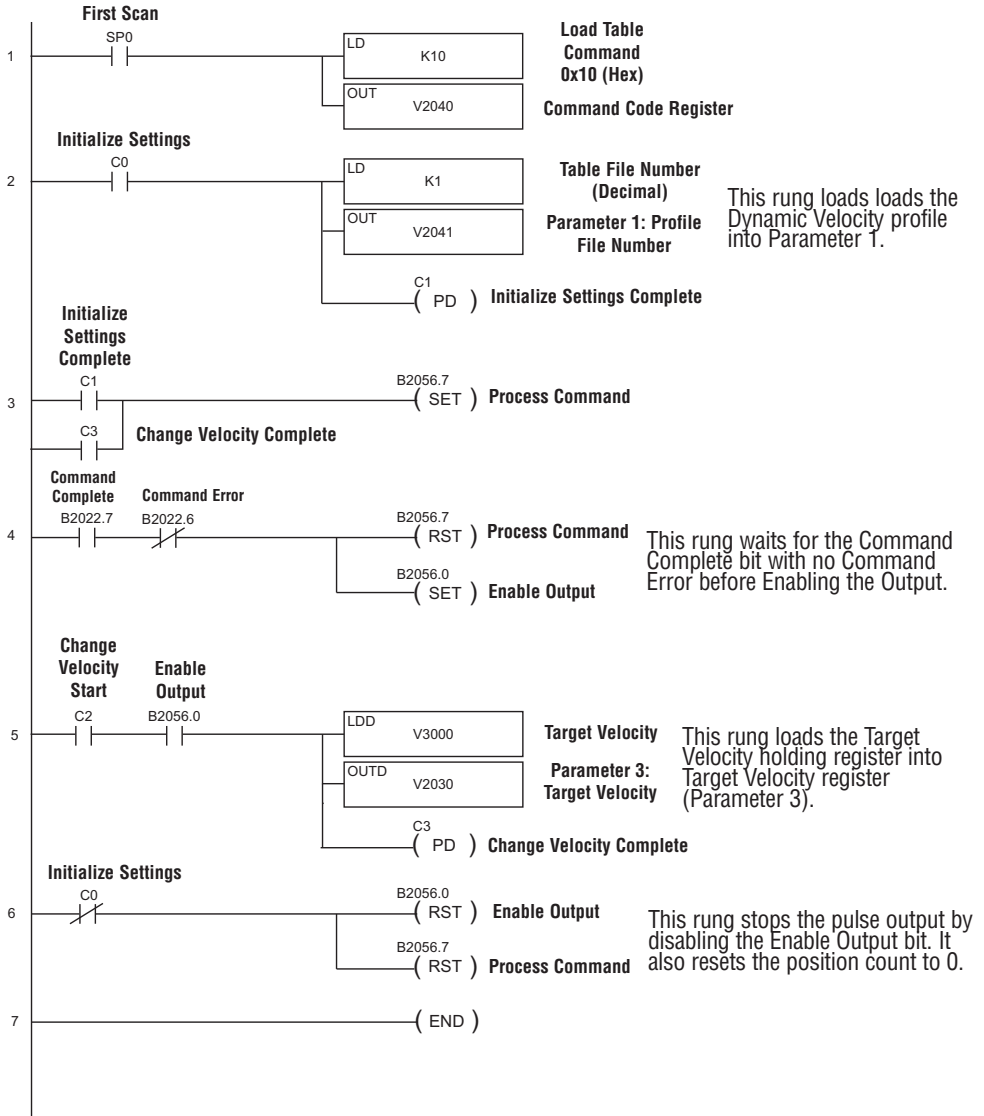 First Scan
SP0
1
LD
K10
Load Table
Command
0x10 (Hex)
OUT
V2040
Command Code Register
Initialize Settings
C0
2
LD
K1
Table File Number
(Decimal)
OUT
V2041
Parameter 1: Profile
File Number
This rung loads loads the
Dynamic Velocity profile
into Parameter 1.
C1
( PD )
Initialize Settings Complete
Initialize
Settings
Complete
C1
3
B2056.7
( SET )
Process Command
C3
Change Velocity Complete
Command
Complete
Command Error
B2022.7
B2022.6
4
B2056.7
( RST )
Process Command
B2056.0
( SET )
Enable Output
This rung waits for the Command
Complete bit with no Command
Error before Enabling the Output.
Change
Velocity
Start
Enable
Output
C2
B2056.0
5
LDD
V3000
Target Velocity
OUTD
V2030
Parameter 3:
Target Velocity
This rung loads the Target
Velocity holding register into
Target Velocity register
(Parameter 3).
C3
( PD )
Change Velocity Complete
Initialize Settings
C0
6
B2056.0
( RST )
Enable Output
B2056.7
( RST )
Process Command
This rung stops the pulse output by
disabling the Enable Output bit. It
also resets the position count to 0.
7
( END )